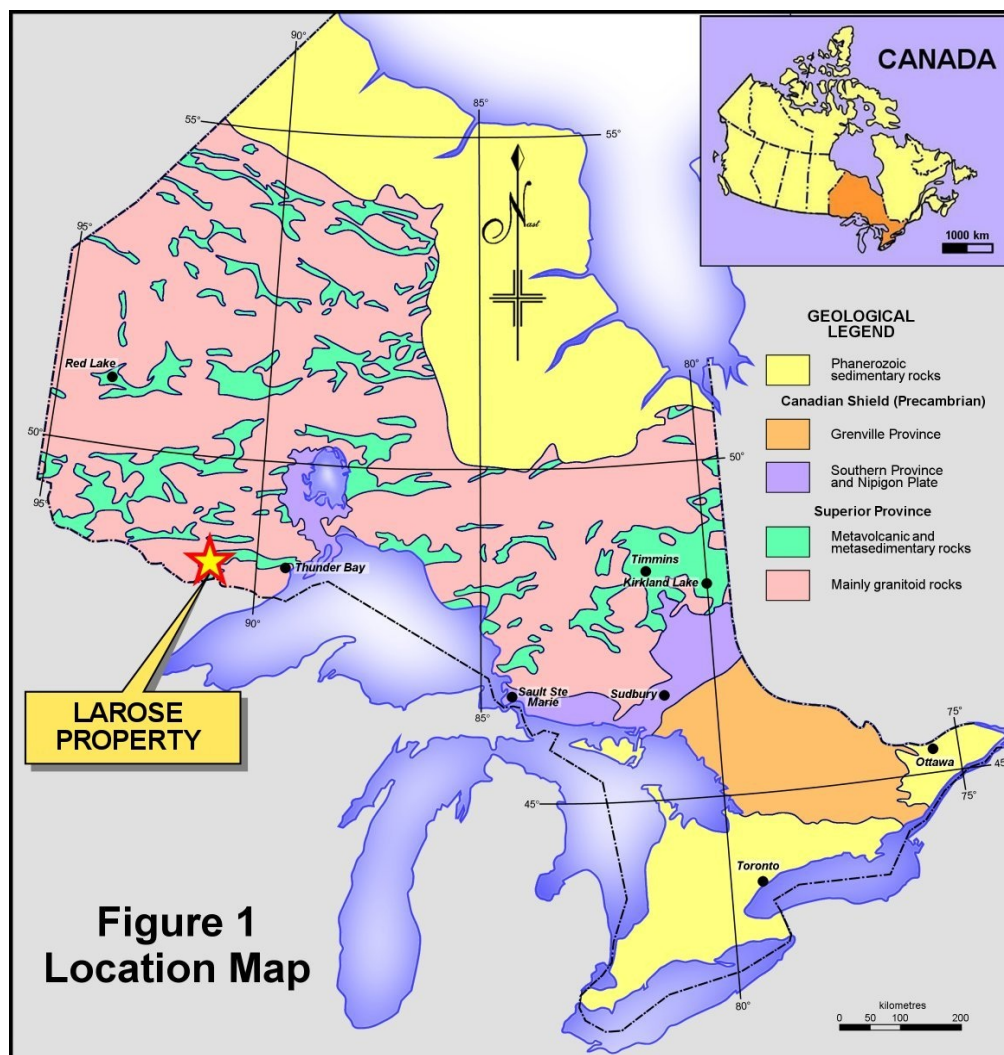 90°
85°
55°
55°
95°
Nast
CANADA
1000 km
GEOLOGICAL
LEGEND
Phanerozoic
sedimentary rocks
Canadian Shield (Precambrian)
Grenville Province
Southern Province
and Nipigon Plate
Superior Province
Metavolcanic and
metasedimentary rocks
Mainly granitoid rocks
80°
Red Lake
50°
50°
95°
Timmins
Kirkland Lake
Thunder Bay
90°
LAROSE
PROPERTY
Sault Ste
Marie
Sudbury
85°
75°
Ottawa
45°
75°
45°
Toronto
80°
Figure 1
Location Map
kilometres
0 50 100 200